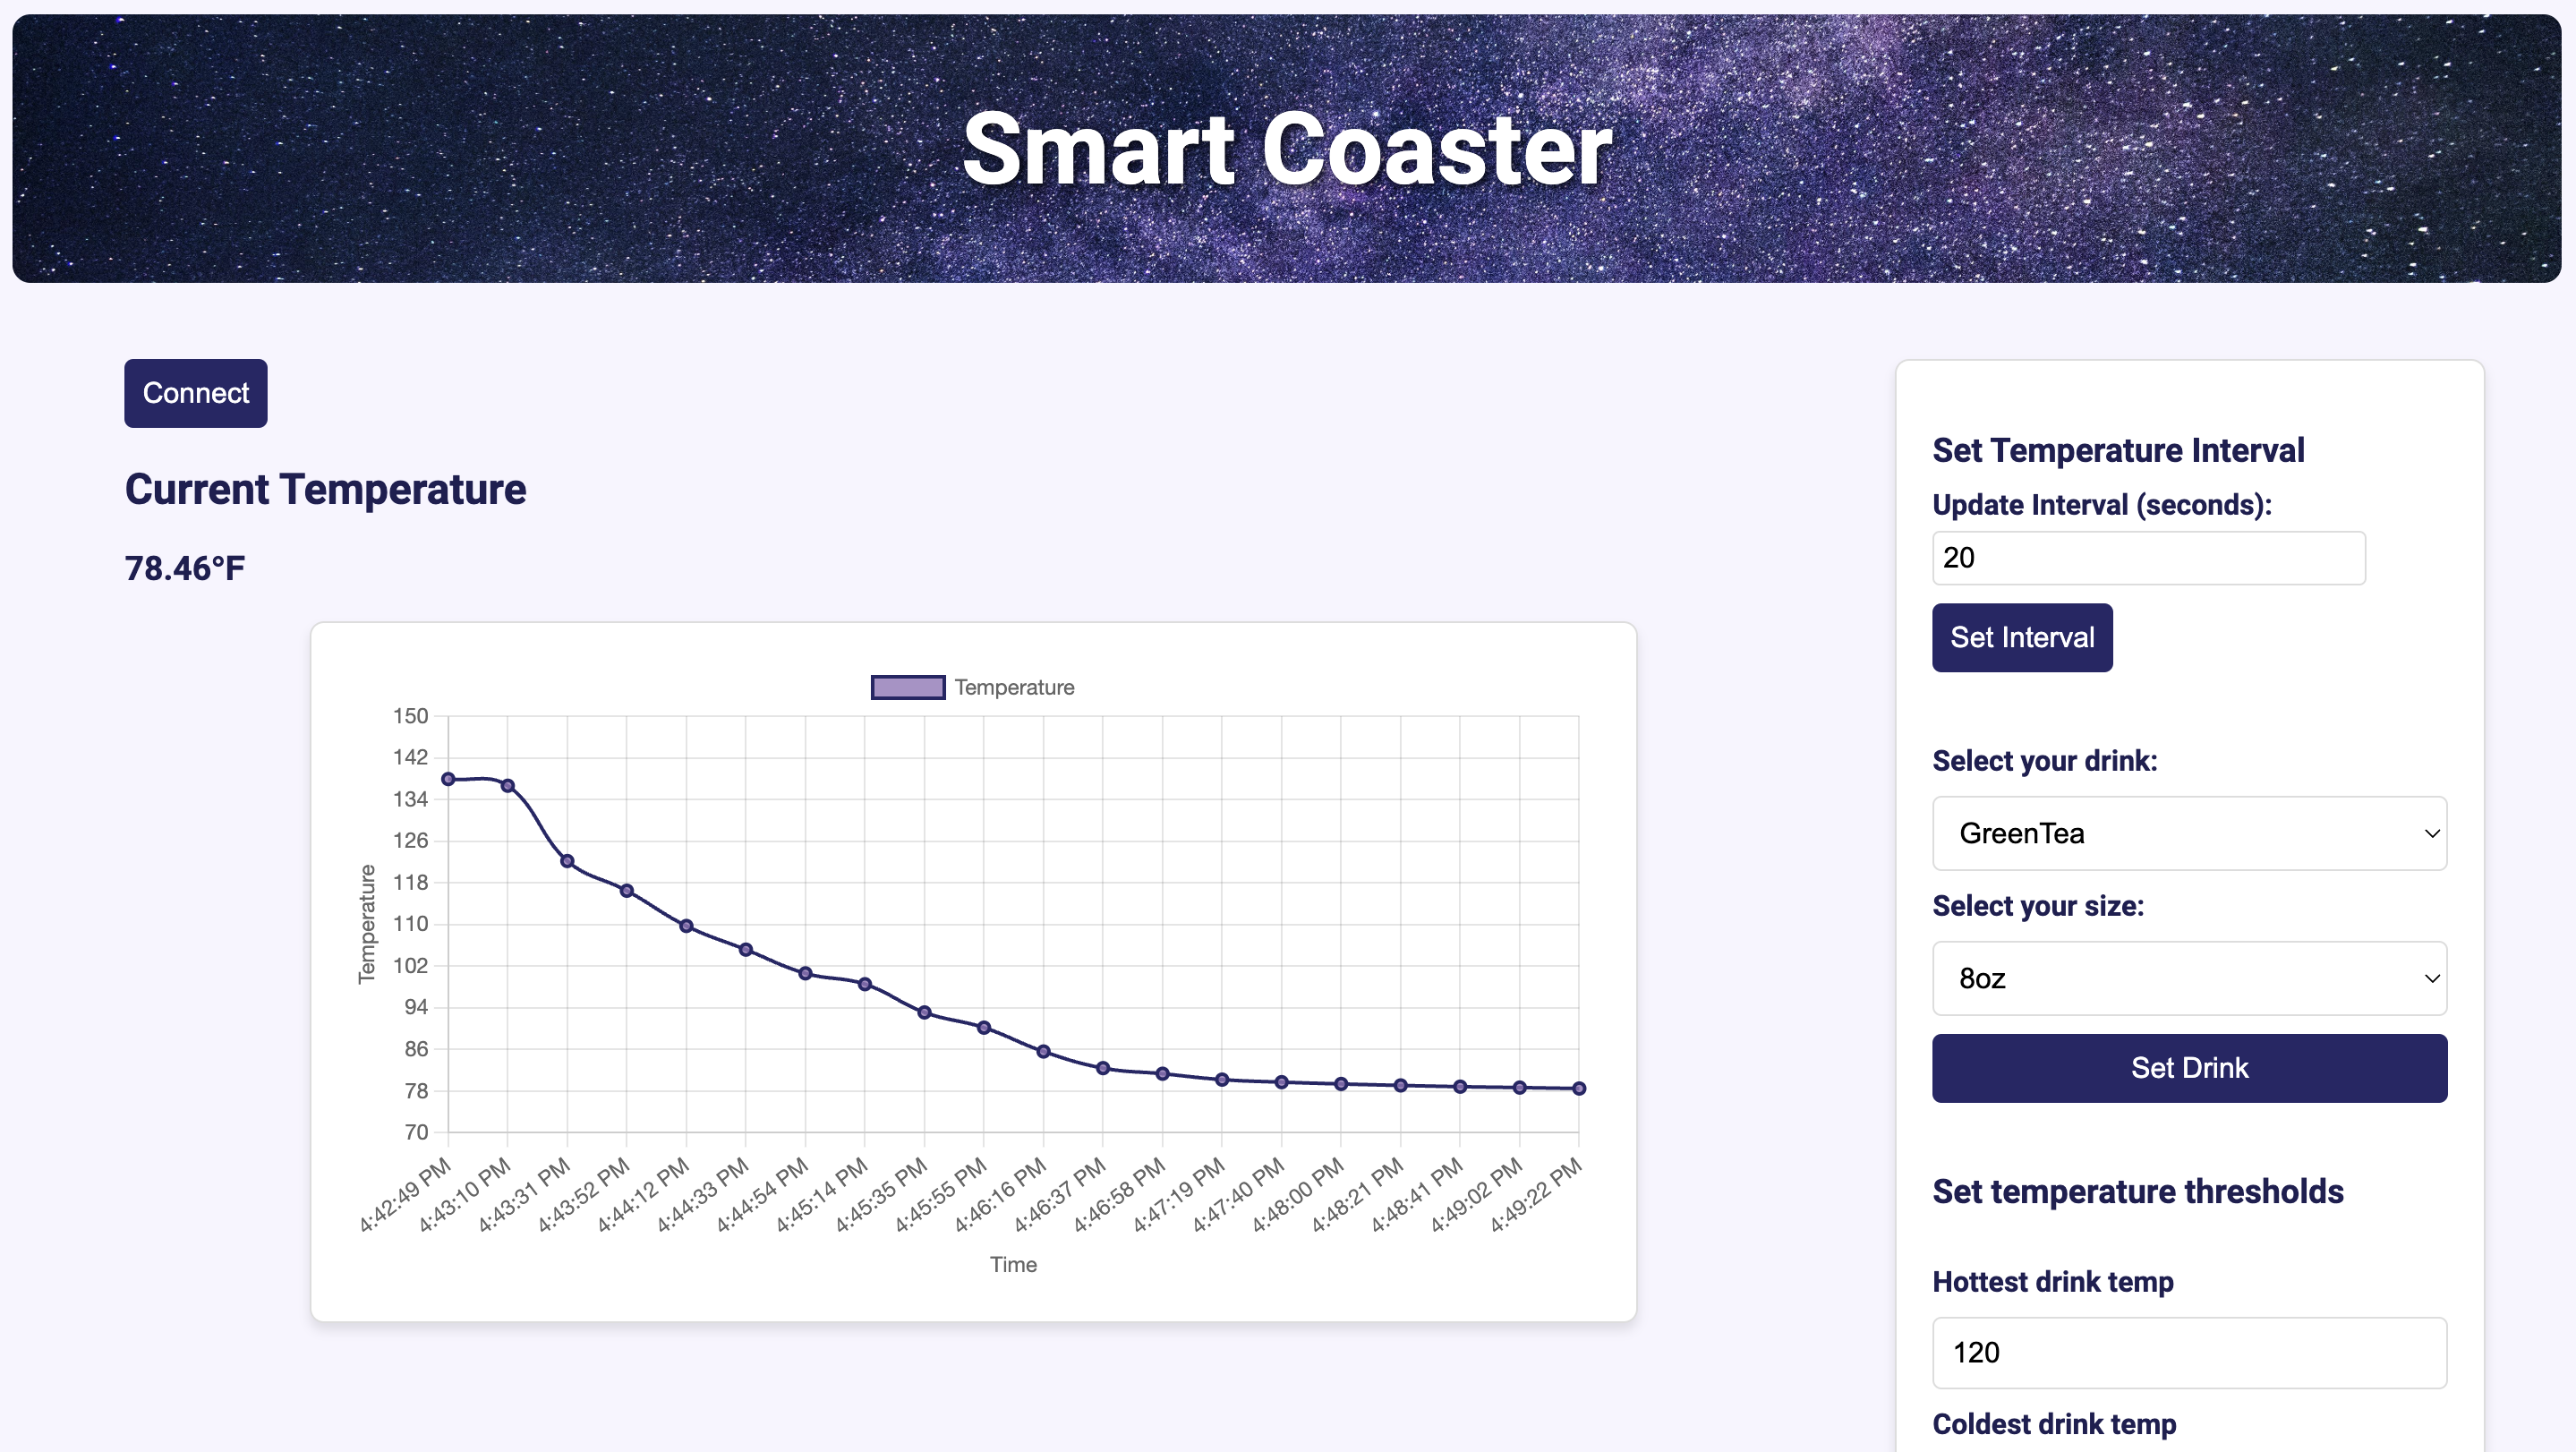 Smart Coaster
Connect
Current Temperature
78.46°F
Temperature
150
142
134
126
118
110
102
94
86
78
70
Temperature
4:42:49 PM
4:43:10 PM
4:43:31 PM
4:43:52 PM
4:44:12 PM
4:44:33 PM
4:44:54 PM
4:45:14 PM
4:45:35 PM
4:45:55 PM
4:46:16 PM
4:46:37 PM
4:46:58 PM
4:47:19 PM
4:47:40 PM
4:48:00 PM
4:48:21 PM
4:48:41 PM
4:49:02 PM
4:49:22 PM
Time
Set Temperature Interval
Update Interval (seconds):
20
Set Interval
Select your drink:
GreenTea
Select your size:
8oz
Set Drink
Set temperature thresholds
Hottest drink temp
120
Coldest drink temp